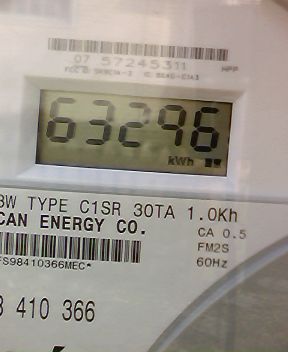 07 57245311
63296
kWh
3W TYPE C1SR 30TA 1.0Kh
CAN ENERGY CO. CA 0.5
FM2S
FS98410366MEC* 60Hz
3 410 366